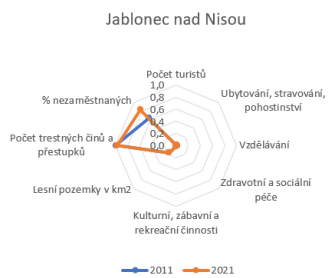 Jablonec nad Nisou
Počet turistů
1,0
0,8
0,6
0,4
0,2
0,0
Ubytování, stravování,
pohostinství
Vzdělávání
Zdravotní a sociální
péče
Kulturní, zábavní a
rekreační činnosti
Lesní pozemky v km2
Počet trestných činů a
přestupků
% nezaměstnaných
2011
2021